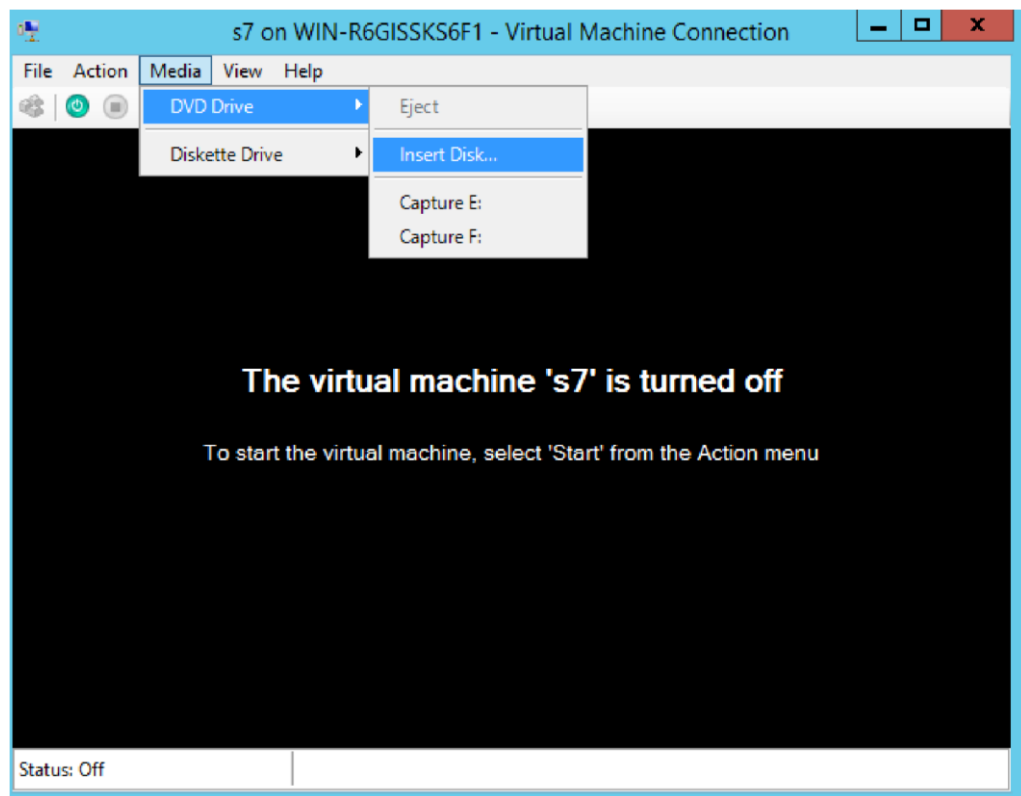 s7 on WIN-R6GISSKS6F1 - Virtual Machine Connection
File Action Media View Help
DVD Drive
Eject
Diskette Drive
Insert Disk...
Capture E:
Capture F:
The virtual machine 's7' is turned off
To start the virtual machine, select 'Start' from the Action menu
Status: Off